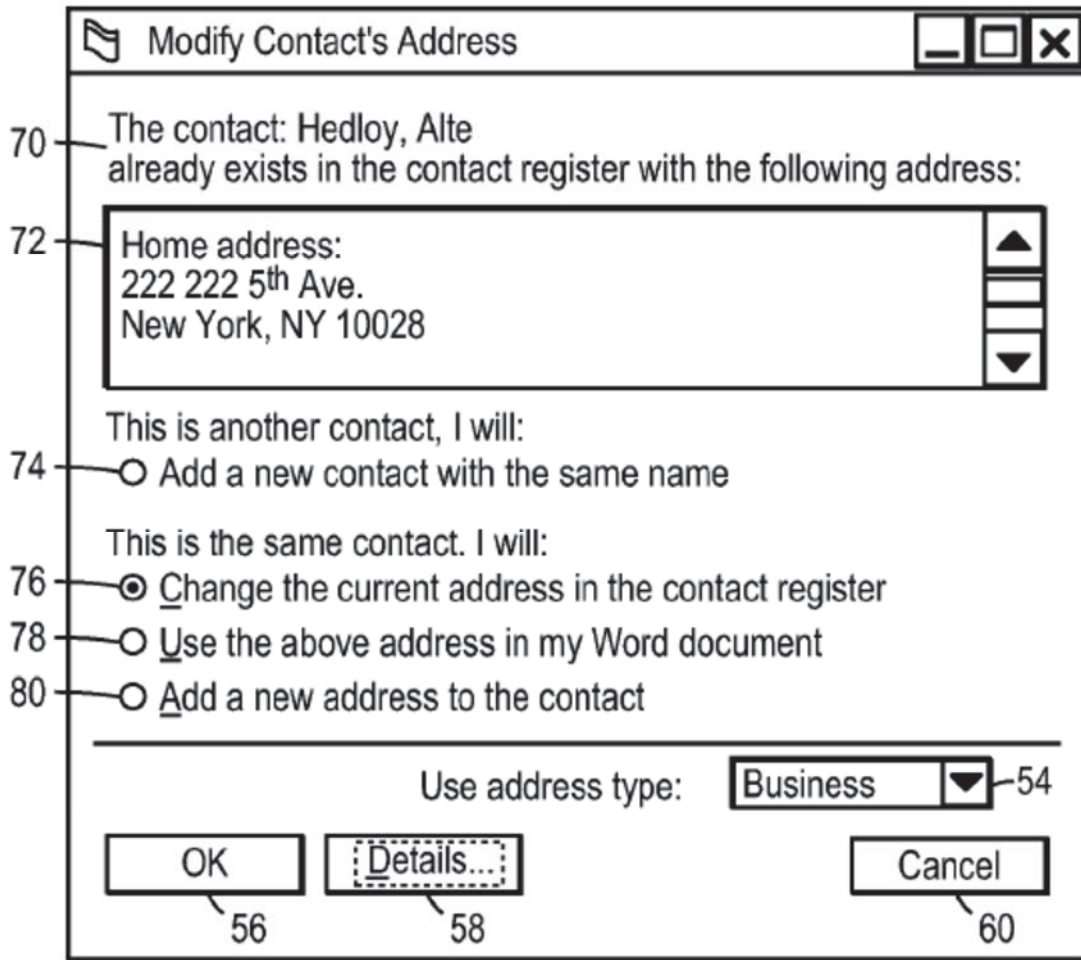 Modify Contact's Address
70
The contact: Hedloy, Alte
already exists in the contact register with the following address:
72
Home address:
222 222 5th Ave.
New York, NY 10028
This is another contact, I will:
74
Add a new contact with the same name
This is the same contact. I will:
76
Change the current address in the contact register
78
Use the above address in my Word document
80
Add a new address to the contact
Use address type: Business 54
OK Details... Cancel
56 58 60